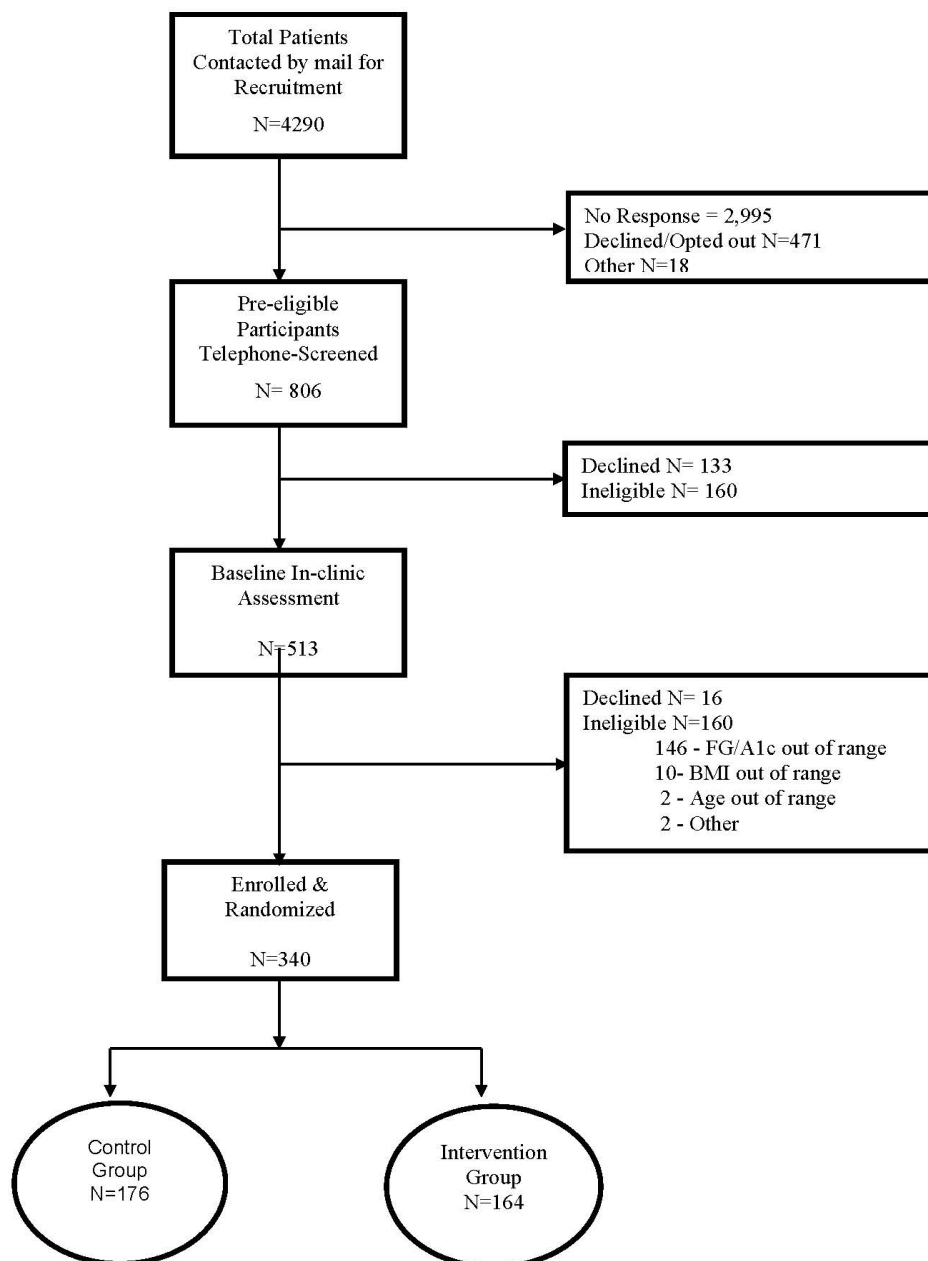 Total Patients
Contacted by mail for
Recruitment
N=4290
No Response = 2,995
Declined/Opted out N=471
Other N=18
Pre-eligible
Participants
Telephone-Screened
N= 806
Declined N= 133
Ineligible N= 160
Baseline In-clinic
Assessment
N=513
Declined N= 16
Ineligible N=160
146 - FG/A1c out of range
10- BMI out of range
2 - Age out of range
2 - Other
Enrolled &
Randomized
N=340
Control
Group
N=176
Intervention
Group
N=164